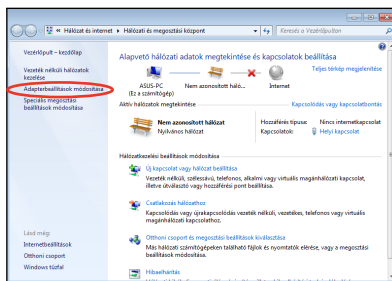 Hálózat és internet ▸ Hálózati és megosztási központ
Keresés a Vezérlőpulton
Vezérlőpult – kezdőlap
Vezeték nélküli hálózatok
kezelése
Adapterbeállítások módosítása
Speciális megosztási
beállítások módosítása
Alapvető hálózati adatok megtekintése és kapcsolatok beállítása
Teljes térkép megjelenítése
ASUS-PC
(Ez a számítógép)
Nem azonosított háló...
Internet
Aktív hálózatok megtekintése
Kapcsolódás vagy kapcsolatbontás
Nem azonosított hálózat
Nyilvános hálózat
Hozzáférés típusa: Nincs internetkapcsolat
Kapcsolatok: Helyi kapcsolat
Hálózatkezelési beállítások módosítása
Új kapcsolat vagy hálózat beállítása
Vezeték nélküli, szélessávú, telefonos, alkalmi vagy virtuális magánhálózati kapcsolat,
illetve útválasztó vagy hozzáférési pont beállítása.
Csatlakozás hálózathoz
Kapcsolódás vagy újrakapcsolódás vezeték nélküli, vezetékes, telefonos vagy virtuális
magánhálózati kapcsolathoz.
Otthoni csoport és megosztási beállítások kiválasztása
Más hálózati számítógépeken található fájlok és nyomtatók elérése, vagy a megosztási
beállítások módosítása.
Hibaelhárítás
Lásd még:
Internetbeállítások
Otthoni csoport
Windows tűzfal